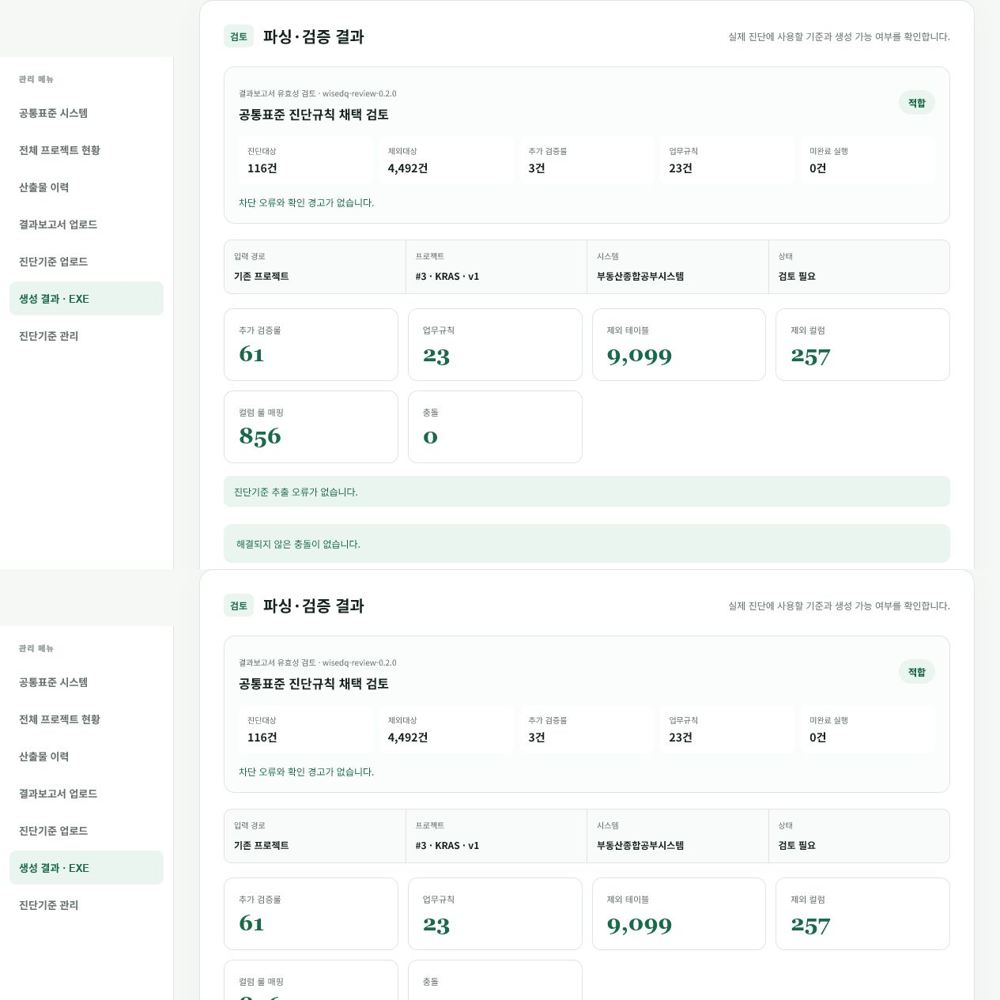 검토 파싱·검증 결과
실제 진단에 사용할 기준과 생성 가능 여부를 확인합니다.
관리 메뉴
공통표준 시스템
전체 프로젝트 현황
산출물 이력
결과보고서 업로드
진단기준 업로드
생성 결과 · EXE
진단기준 관리
결과보고서 유효성 검토 · wisedq-review-0.2.0
공통표준 진단규칙 채택 검토
적합
진단대상
116건
제외대상
4,492건
추가 검증룰
3건
업무규칙
23건
미완료 실행
0건
차단 오류와 확인 경고가 없습니다.
입력 경로
기존 프로젝트
프로젝트
#3 · KRAS · v1
시스템
부동산종합공부시스템
상태
검토 필요
추가 검증룰
61
업무규칙
23
제외 테이블
9,099
제외 컬럼
257
컬럼 룰 매핑
856
충돌
0
진단기준 추출 오류가 없습니다.
해결되지 않은 충돌이 없습니다.
검토 파싱·검증 결과
실제 진단에 사용할 기준과 생성 가능 여부를 확인합니다.
관리 메뉴
공통표준 시스템
전체 프로젝트 현황
산출물 이력
결과보고서 업로드
진단기준 업로드
생성 결과 · EXE
진단기준 관리
결과보고서 유효성 검토 · wisedq-review-0.2.0
공통표준 진단규칙 채택 검토
적합
진단대상
116건
제외대상
4,492건
추가 검증룰
3건
업무규칙
23건
미완료 실행
0건
차단 오류와 확인 경고가 없습니다.
입력 경로
기존 프로젝트
프로젝트
#3 · KRAS · v1
시스템
부동산종합공부시스템
상태
검토 필요
추가 검증룰
61
업무규칙
23
제외 테이블
9,099
제외 컬럼
257
컬럼 룰 매핑
충돌